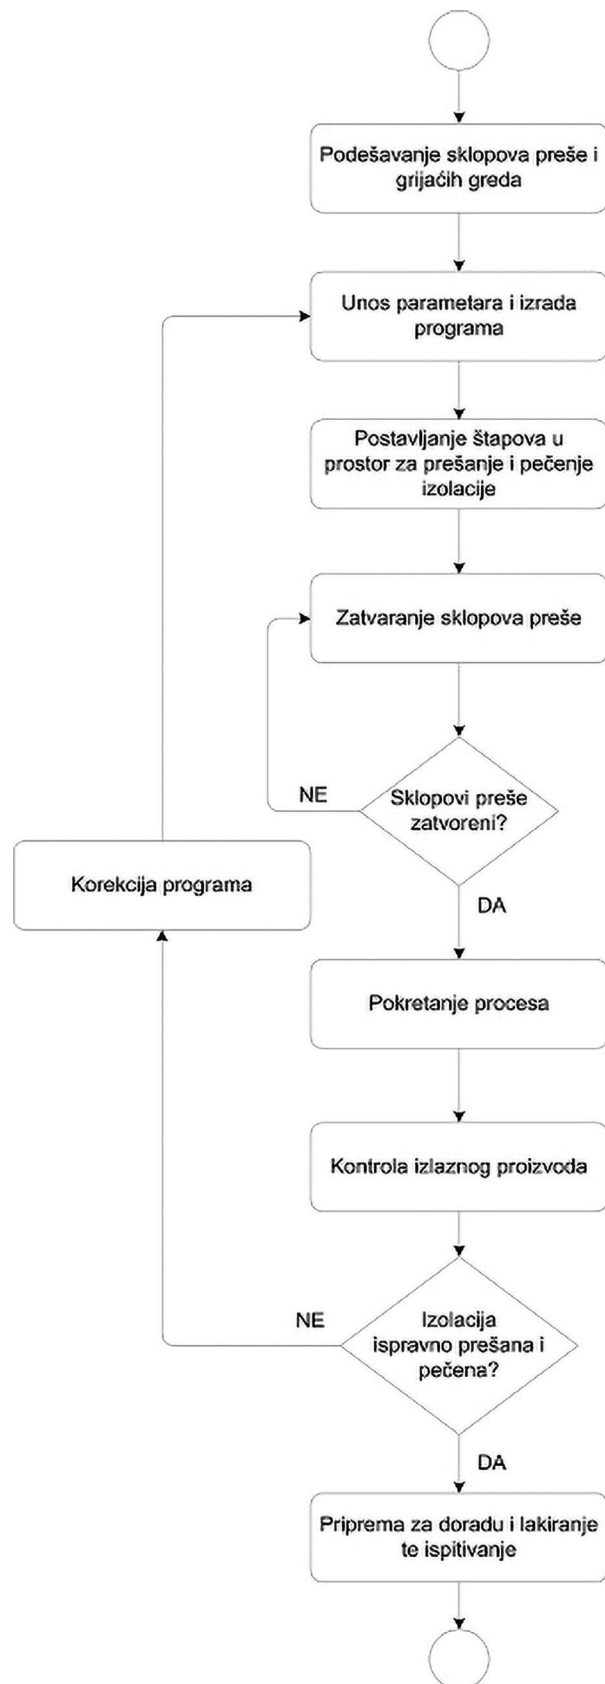 Podešavanje sklopova preše i
grijaćih greda
Unos parametara i izrada
programa
Postavljanje štapova u
prostor za prešanje i pečenje
izolacije
Zatvaranje sklopova preše
NE
Sklopovi preše
zatvoreni?
Korekcija programa
DA
Pokretanje procesa
Kontrola izlaznog proizvoda
NE
Izolacija
ispravno prešana i
pečena?
DA
Priprema za doradu i lakiranje
te ispitivanje